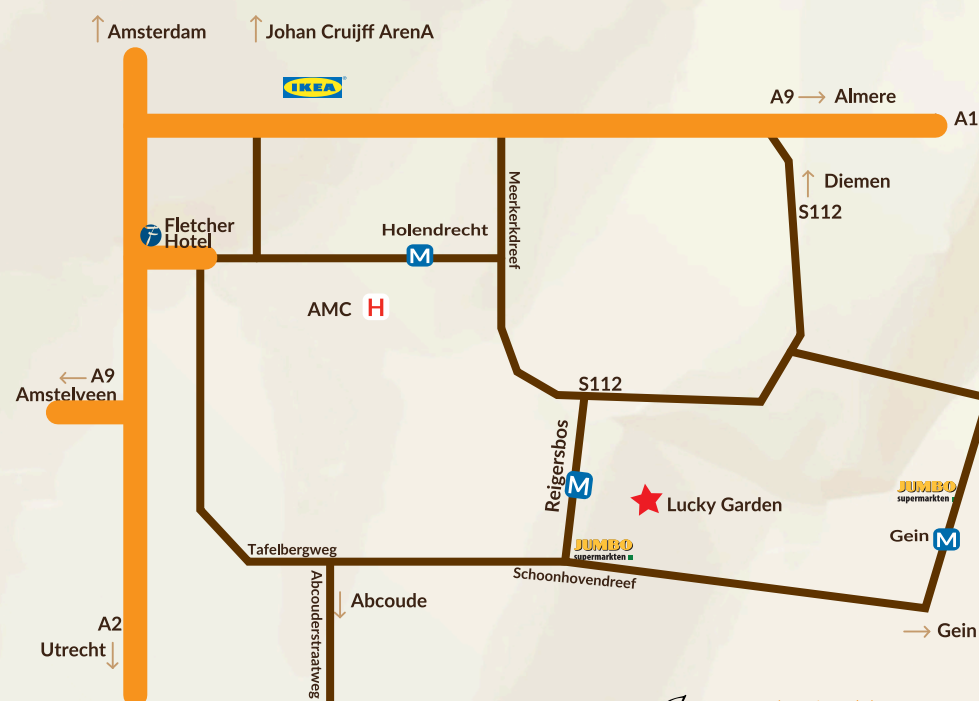 Amsterdam
Johan Cruijff ArenA
IKEA
A9
Almere
A1
Diemen
S112
Meerkerkdreef
Fletcher
Hotel
Holendrecht
M
AMC
H
A9
Amstelveen
S112
Reigersbos
M
Lucky Garden
JUMBO
supermarkten
Gein
M
JUMBO
supermarkten
Tafelbergweg
Schoonhovendreef
Abcouderstraatweg
Abcoude
A2
Utrecht
Gein